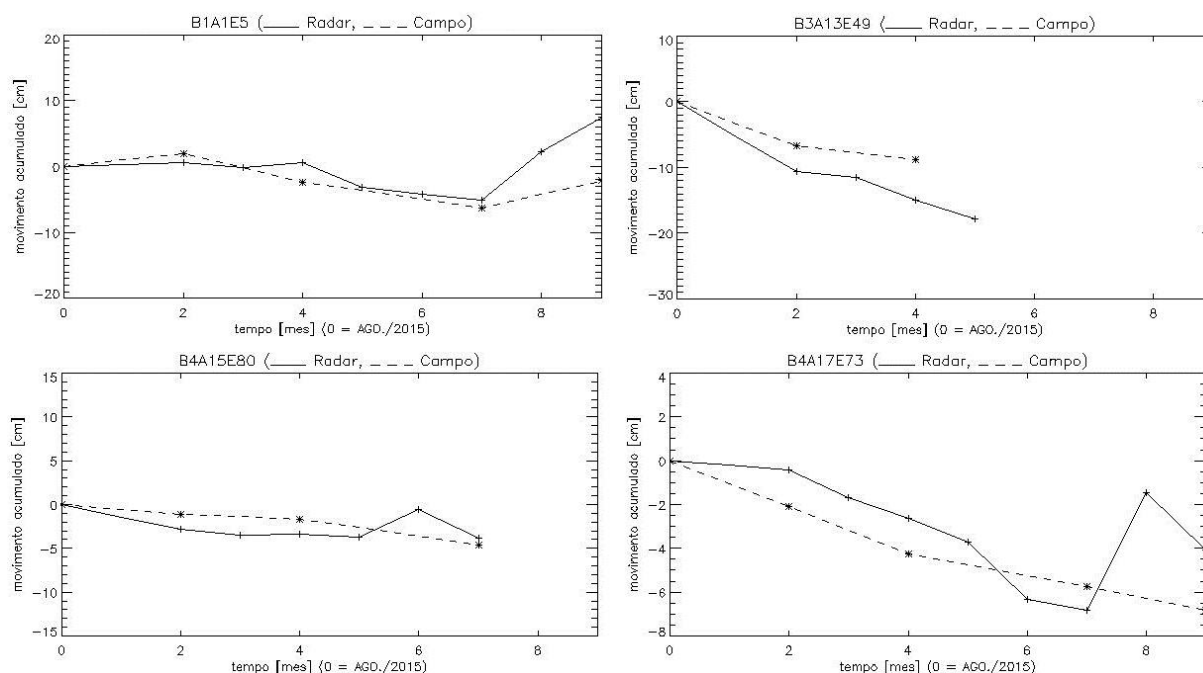 B1A1E5 (___ Radar, _ _ _ Campo)
20
10
0
−10
−20
movimento acumulado [cm]
0 2 4 6 8
tempo [mes] (0 = AGO./2015)
B3A13E49 (___ Radar, _ _ _ Campo)
10
0
−10
−20
−30
movimento acumulado [cm]
0 2 4 6 8
tempo [mes] (0 = AGO./2015)
B4A15E80 (___ Radar, _ _ _ Campo)
15
10
5
0
−5
−10
−15
movimento acumulado [cm]
0 2 4 6 8
tempo [mes] (0 = AGO./2015)
B4A17E73 (___ Radar, _ _ _ Campo)
4
2
0
−2
−4
−6
−8
movimento acumulado [cm]
0 2 4 6 8
tempo [mes] (0 = AGO./2015)